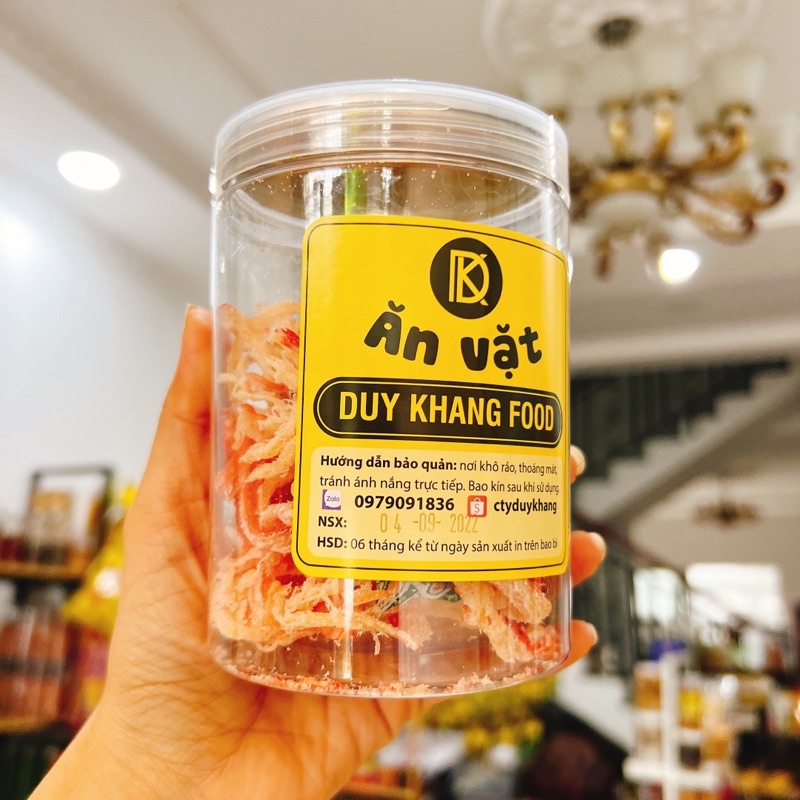 DK
Ăn vặt
DUY KHANG FOOD
Hướng dẫn bảo quản: nơi khô ráo, thoáng mát,
tránh ánh nắng trực tiếp. Bao kín sau khi sử dụng
Zalo 0979091836 S ctyduykhang
NSX: 04-09-2022
HSD: 06 tháng kể từ ngày sản xuất in trên bao bì